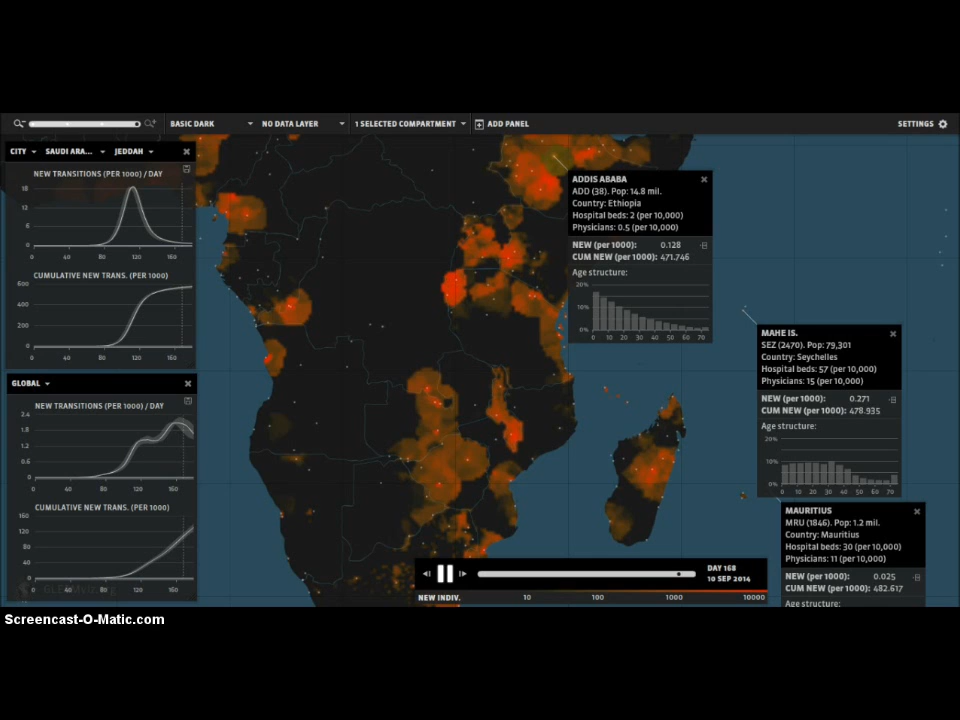 BASIC DARK
NO DATA LAYER
1 SELECTED COMPARTMENT
ADD PANEL
SETTINGS
CITY
SAUDI ARA...
JEDDAH
NEW TRANSITIONS (PER 1000) / DAY
18
12
6
0
0 40 80 120 160
CUMULATIVE NEW TRANS. (PER 1000)
600
400
200
0
0 40 80 120 160
GLOBAL
NEW TRANSITIONS (PER 1000) / DAY
2.4
1.8
1.2
0.6
0
0 40 80 120 160
CUMULATIVE NEW TRANS. (PER 1000)
160
120
80
40
0
0 40 80 120 160
ADDIS ABABA
ADD (38). Pop: 14.8 mil.
Country: Ethiopia
Hospital beds: 2 (per 10,000)
Physicians: 0.5 (per 10,000)
NEW (per 1000): 0.128
CUM NEW (per 1000): 471.746
Age structure:
20%
10%
0%
0 10 20 30 40 50 60 70
MAHE IS.
SEZ (2470). Pop: 79,301
Country: Seychelles
Hospital beds: 57 (per 10,000)
Physicians: 15 (per 10,000)
NEW (per 1000): 0.271
CUM NEW (per 1000): 478.935
Age structure:
20%
10%
0%
0 10 20 30 40 50 60 70
MAURITIUS
MRU (1846). Pop: 1.2 mil.
Country: Mauritius
Hospital beds: 30 (per 10,000)
Physicians: 11 (per 10,000)
NEW (per 1000): 0.025
CUM NEW (per 1000): 482.617
Age structure:
DAY 168
10 SEP 2014
NEW INDIV. 10 100 1000 10000
Screencast-O-Matic.com